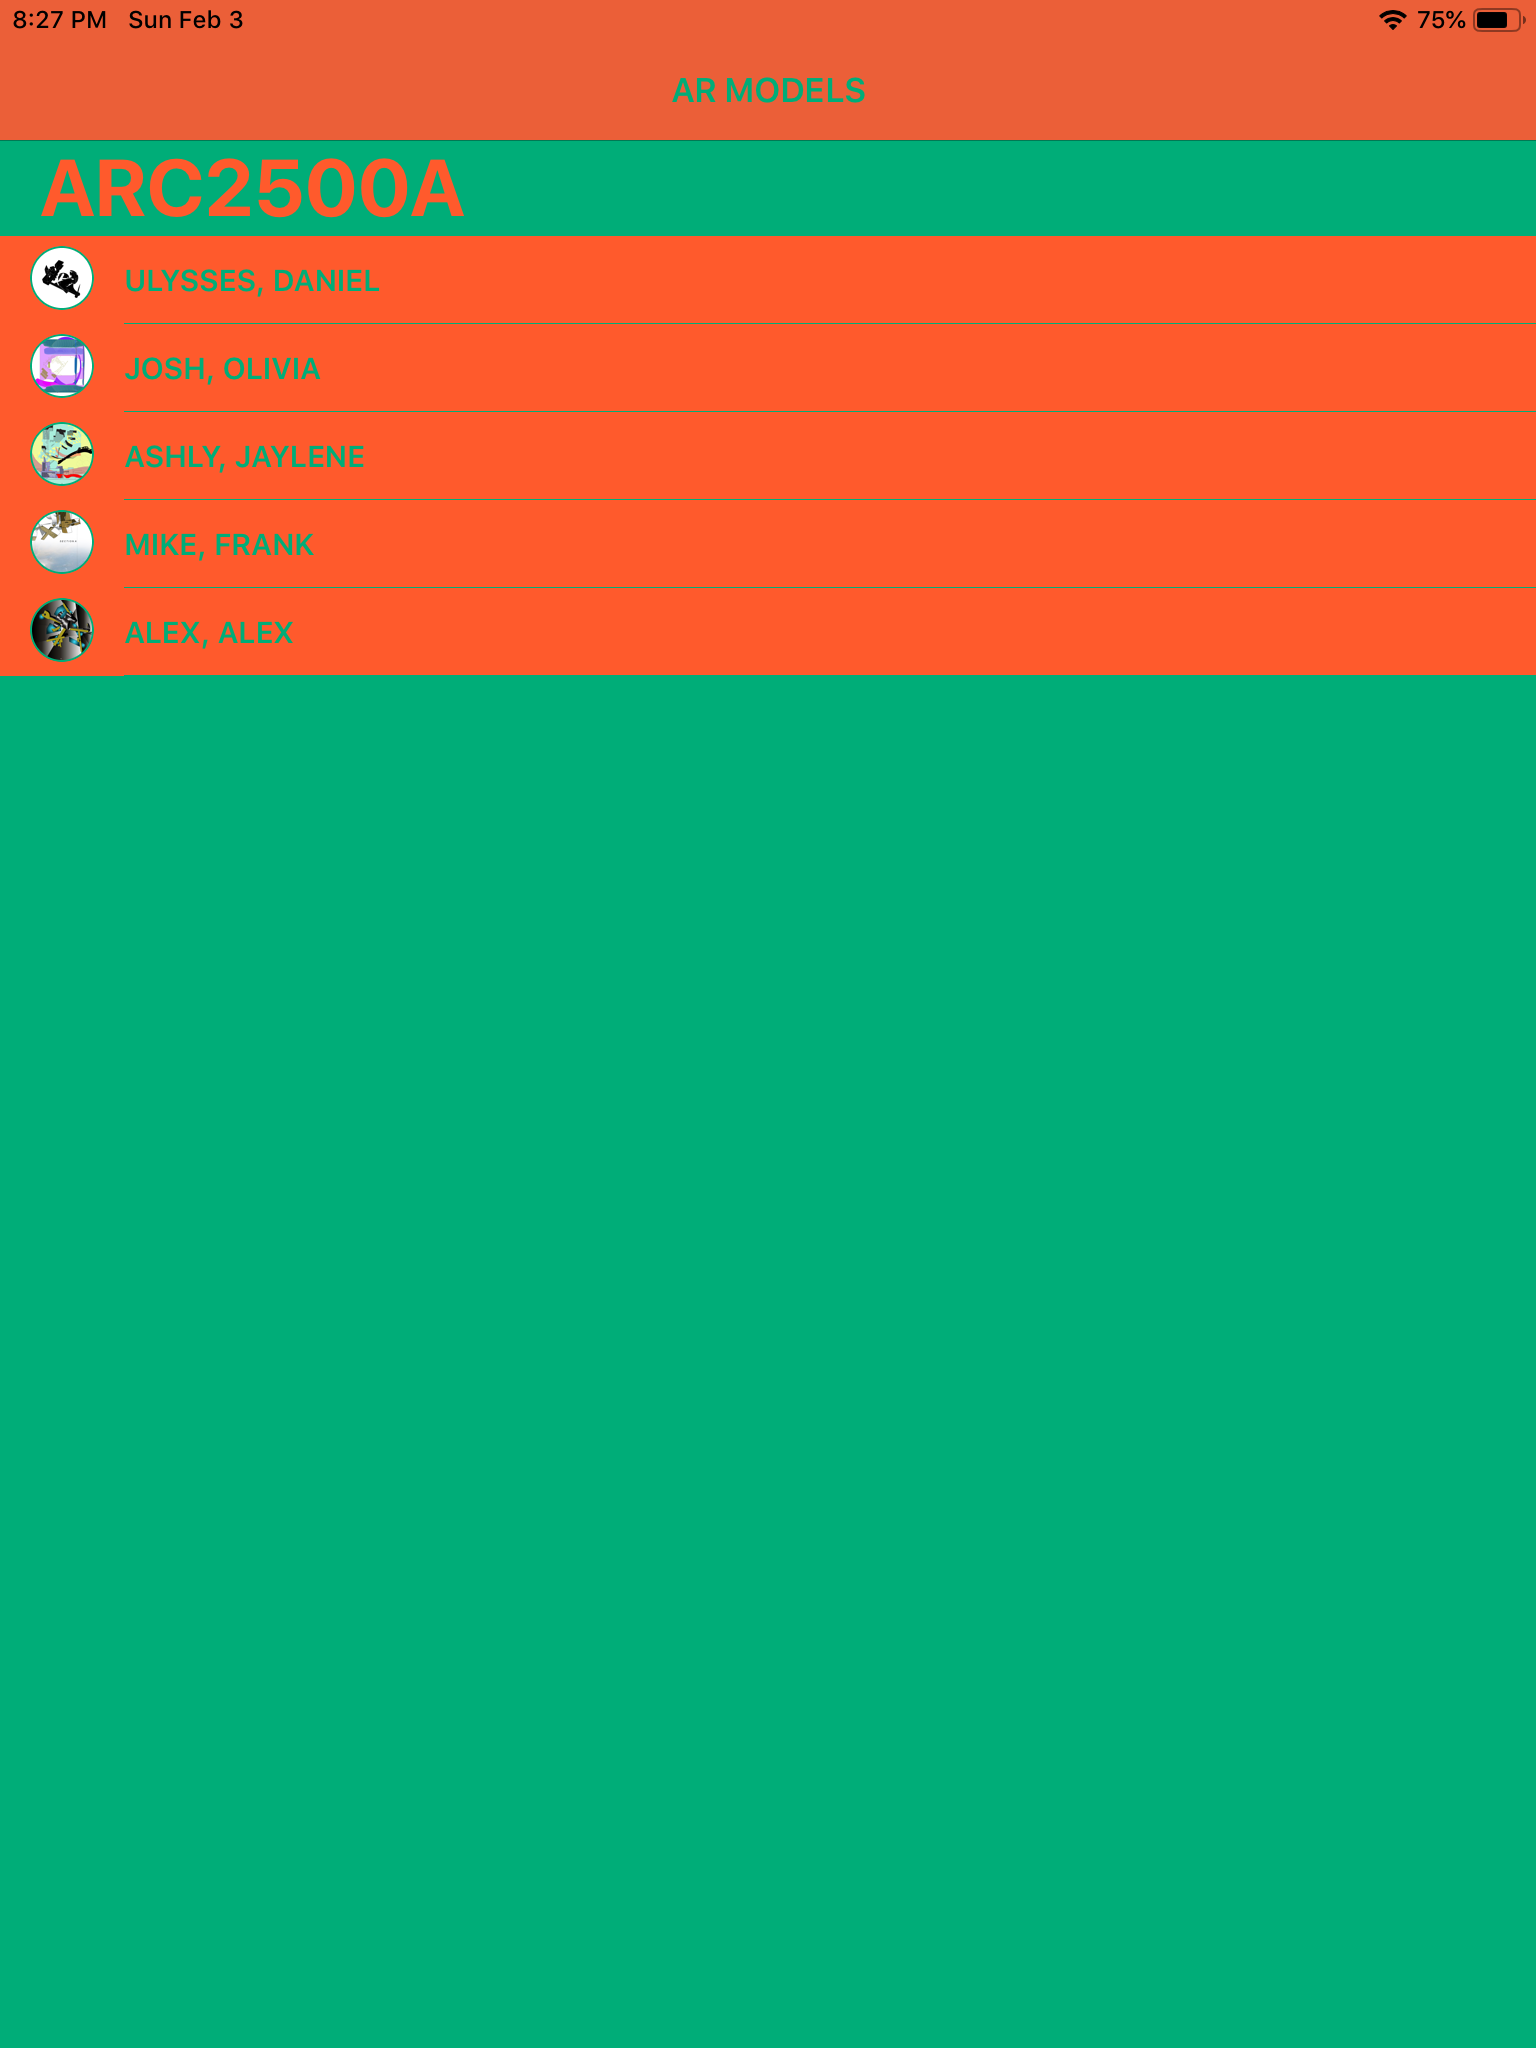 8:27 PM Sun Feb 3 75%
AR MODELS
ARC2500A
ULYSSES, DANIEL
JOSH, OLIVIA
ASHLY, JAYLENE
MIKE, FRANK
ALEX, ALEX